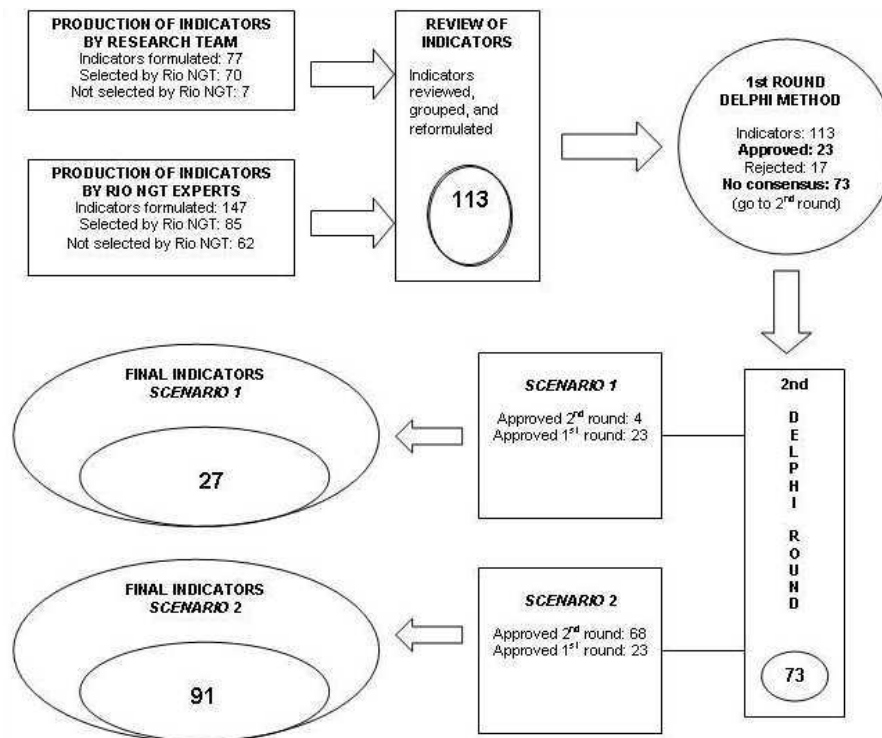 PRODUCTION OF INDICATORS
BY RESEARCH TEAM
Indicators formulated: 77
Selected by Rio NGT: 70
Not selected by Rio NGT: 7
PRODUCTION OF INDICATORS
BY RIO NGT EXPERTS
Indicators formulated: 147
Selected by Rio NGT: 85
Not selected by Rio NGT: 62
REVIEW OF
INDICATORS
Indicators
reviewed,
grouped, and
reformulated
113
1st ROUND
DELPHI METHOD
Indicators: 113
Approved: 23
Rejected: 17
No consensus: 73
(go to 2nd round)
2nd
D
E
L
P
H
I
R
O
U
N
D
73
SCENARIO 1
Approved 2nd round: 4
Approved 1st round: 23
FINAL INDICATORS
SCENARIO 1
27
SCENARIO 2
Approved 2nd round: 68
Approved 1st round: 23
FINAL INDICATORS
SCENARIO 2
91